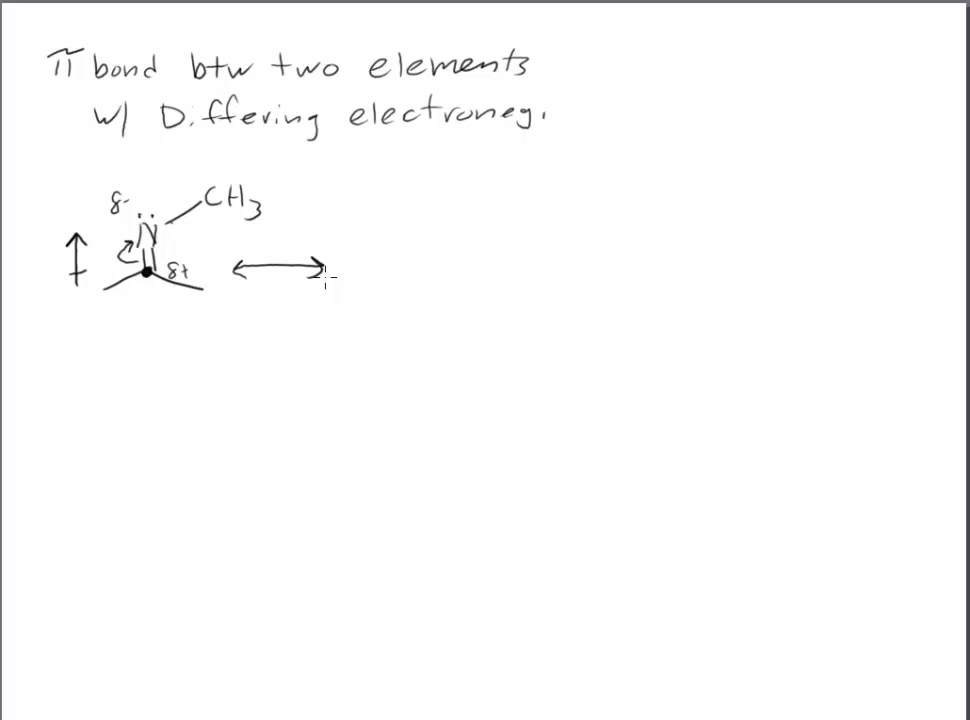 π bond btw two elements
w/ Differing electroneg.
δ- CH3
N
δ+